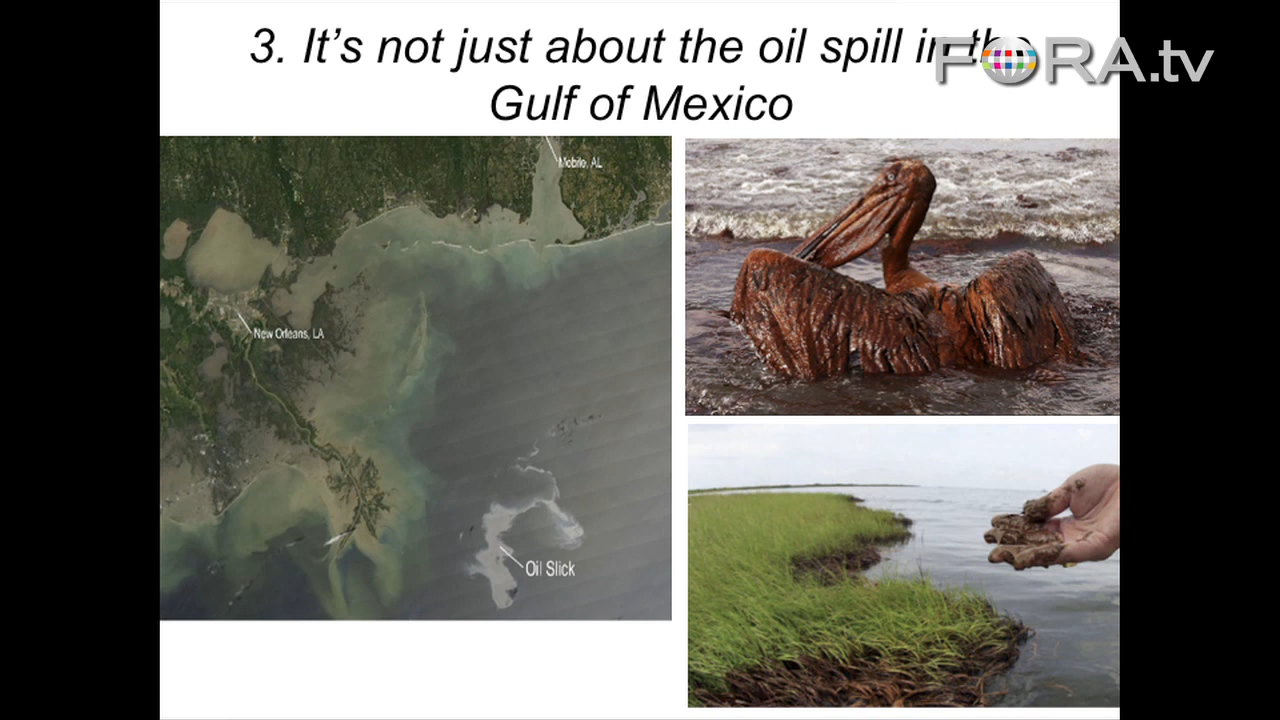 3. It’s not just about the oil spill in the
Gulf of Mexico
FORA.tv
Mobile, AL
New Orleans, LA
Oil Slick